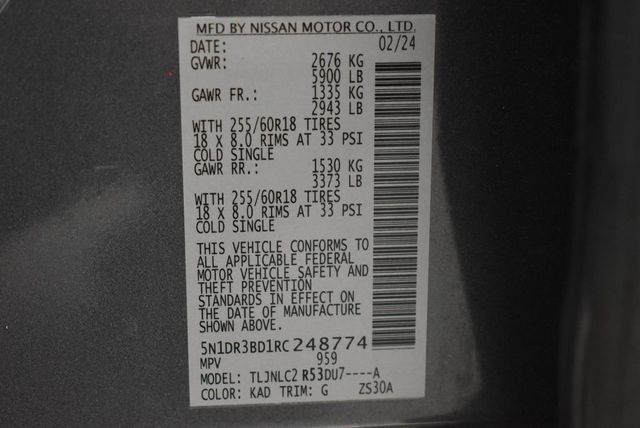 MFD BY NISSAN MOTOR CO., LTD.
DATE: 02/24
GVWR: 2676 KG
5900 LB
GAWR FR.: 1335 KG
2943 LB
WITH 255/60R18 TIRES
18 X 8.0 RIMS AT 33 PSI
COLD SINGLE
GAWR RR.: 1530 KG
3373 LB
WITH 255/60R18 TIRES
18 X 8.0 RIMS AT 33 PSI
COLD SINGLE
THIS VEHICLE CONFORMS TO
ALL APPLICABLE FEDERAL
MOTOR VEHICLE SAFETY AND
THEFT PREVENTION
STANDARDS IN EFFECT ON
THE DATE OF MANUFACTURE
SHOWN ABOVE.
5N1DR3BD1RC248774
MPV 959
MODEL: TLJNLC2 R53DU7----A
COLOR: KAD TRIM: G ZS30A